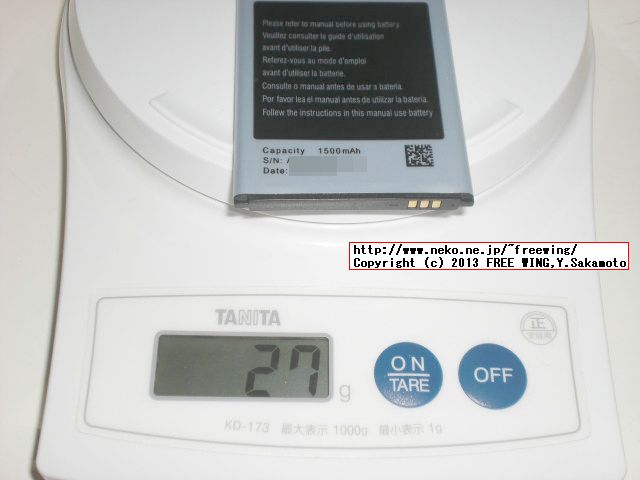 Please refer to manual before using battery.
Veuillez consulter le guide d'utilisation
avant d'utiliser la pile.
Referez-vous au mode d'emploi
avant d'utiliser la batterie.
Consulte o manual antes de usar a bateria.
Por favor lea el manual antes de utilizar la bateria.
Fullew the instructions in this manual use battery
Capacity 1500mAh
S/N: A
Date:
http://www.neko.ne.jp/~freewing/
Copyright (c) 2013 FREE WING,Y.Sakamoto
TANITA
正
27 g
ON
TARE
OFF
KD-173 最大表示 1000g 最小表示 1g